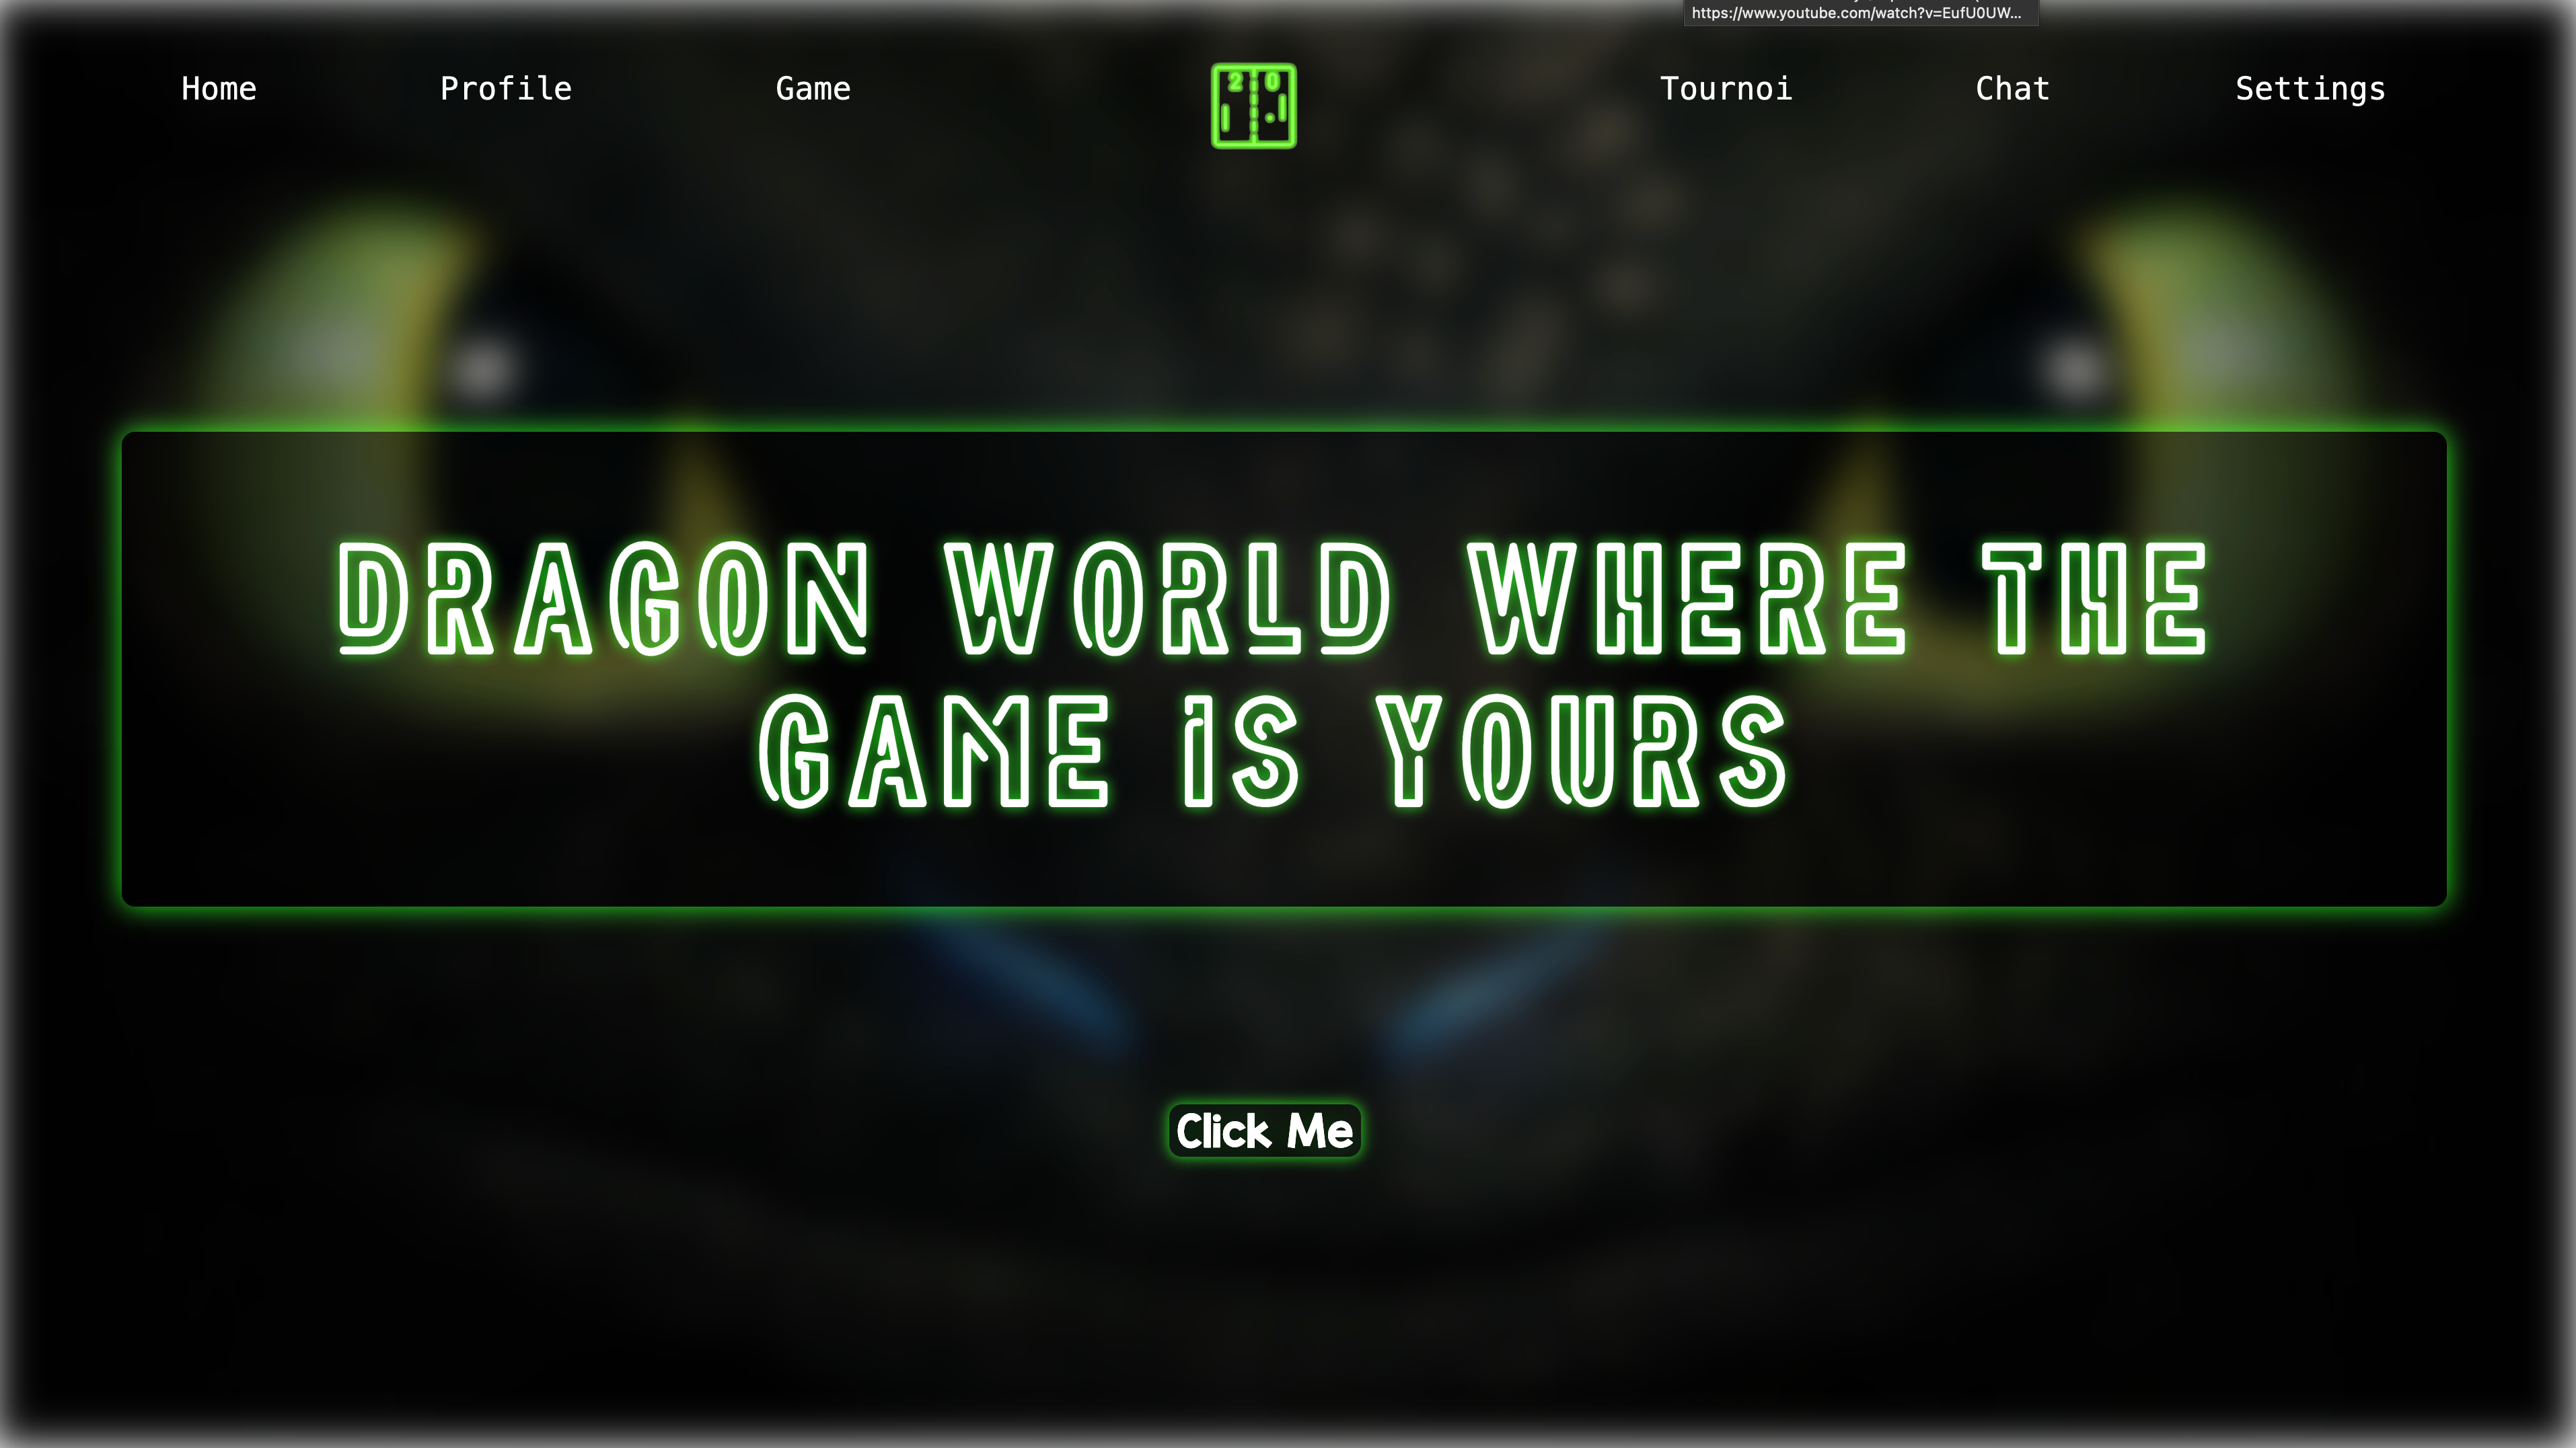 https://www.youtube.com/watch?v=EufU0UW...
Home Profile Game 2 0 Tournoi Chat Settings
DRAGON WORLD WHERE THE
GAME iS YOURS
Click Me